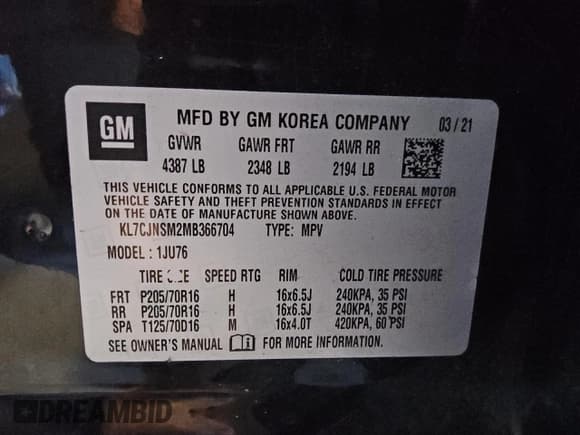 GM
MFD BY GM KOREA COMPANY 03/21
GVWR GAWR FRT GAWR RR
4387 LB 2348 LB 2194 LB
THIS VEHICLE CONFORMS TO ALL APPLICABLE U.S. FEDERAL MOTOR
VEHICLE SAFETY AND THEFT PREVENTION STANDARDS IN EFFECT ON
THE DATE OF MANUFACTURE SHOWN ABOVE.
KL7CJNSM2MB366704 TYPE: MPV
MODEL: 1JU76
TIRE SPEED RTG RIM COLD TIRE PRESSURE
FRT P205/70R16 H 16x6.5J 240KPA, 35 PSI
RR P205/70R16 H 16x6.5J 240KPA, 35 PSI
SPA T125/70D16 M 16x4.0T 420KPA, 60 PSI
SEE OWNER'S MANUAL FOR MORE INFORMATION.
DREAMBID